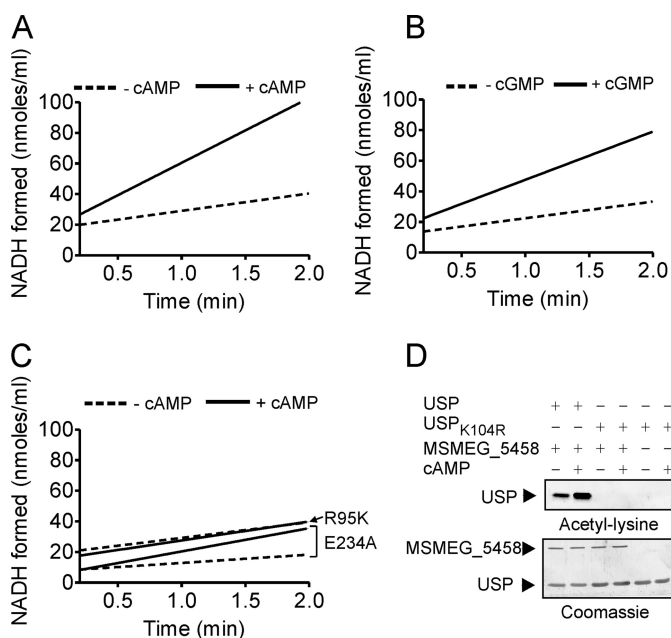 A
- cAMP + cAMP
NADH formed (nmoles/ml)
100
80
60
40
20
0
0.5 1.0 1.5 2.0
Time (min)
B
- cGMP + cGMP
NADH formed (nmoles/ml)
100
80
60
40
20
0
0.5 1.0 1.5 2.0
Time (min)
C
- cAMP + cAMP
NADH formed (nmoles/ml)
100
80
60
40
20
0
R95K
E234A
0.5 1.0 1.5 2.0
Time (min)
D
USP + + − − − −
USP K104R − − + + + +
MSMEG_5458 + + + + − −
cAMP − + − + − +
USP
Acetyl-lysine
MSMEG_5458
USP
Coomassie